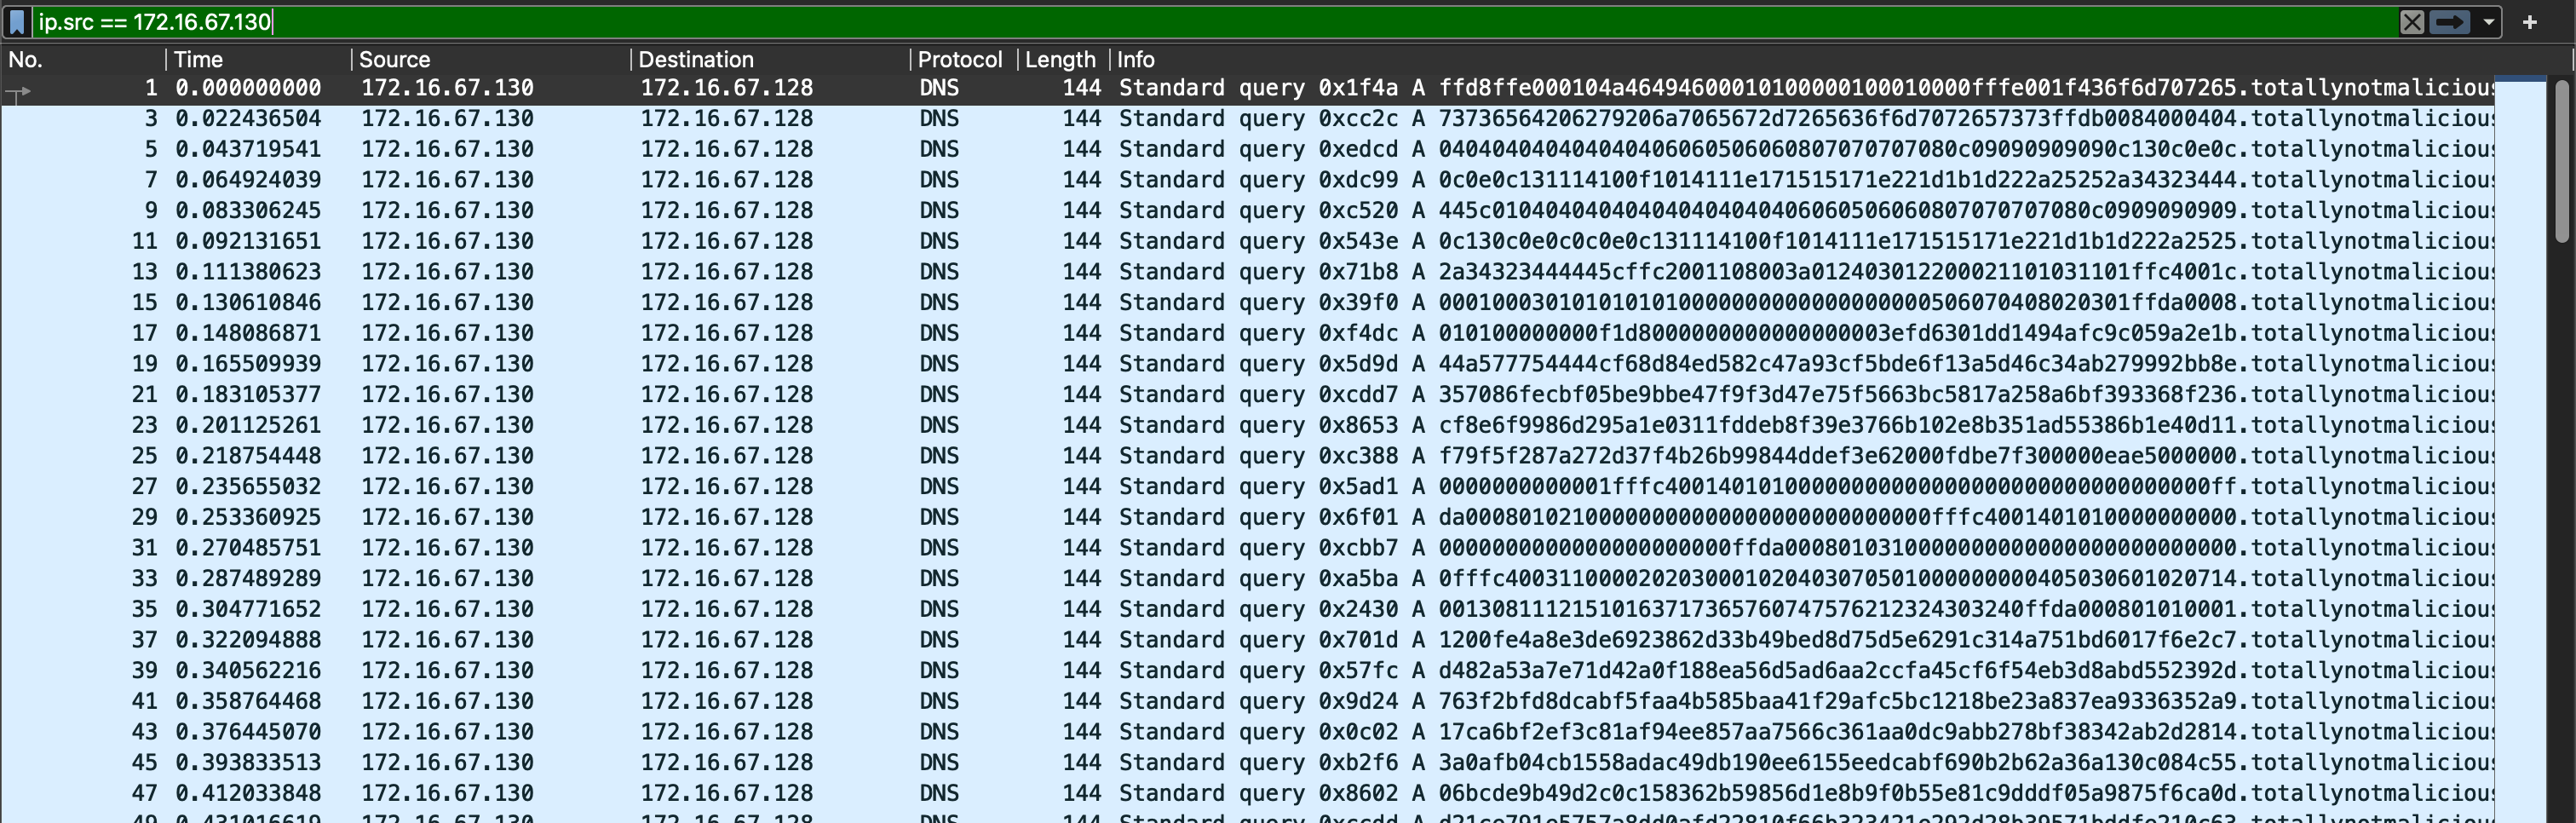 ip.src == 172.16.67.130
No. Time Source Destination Protocol Length Info
1 0.000000000 172.16.67.130 172.16.67.128 DNS 144 Standard query 0x1f4a A ffd8ffe000104a46494600010100000100010000fffe001f436f6d707265.totallynotmalicious
3 0.022436504 172.16.67.130 172.16.67.128 DNS 144 Standard query 0xcc2c A 73736564206279206a7065672d7265636f6d7072657373ffdb0084000404.totallynotmalicious
5 0.043719541 172.16.67.130 172.16.67.128 DNS 144 Standard query 0xedcd A 040404040404040406060506060807070707080c09090909090c130c0e0c.totallynotmalicious
7 0.064924039 172.16.67.130 172.16.67.128 DNS 144 Standard query 0xdc99 A 0c0e0c131114100f1014111e171515171e221d1b1d222a25252a34323444.totallynotmalicious
9 0.083306245 172.16.67.130 172.16.67.128 DNS 144 Standard query 0xc520 A 445c010404040404040404040406060506060807070707080c0909090909.totallynotmalicious
11 0.092131651 172.16.67.130 172.16.67.128 DNS 144 Standard query 0x543e A 0c130c0e0c0c0e0c131114100f1014111e171515171e221d1b1d222a2525.totallynotmalicious
13 0.111380623 172.16.67.130 172.16.67.128 DNS 144 Standard query 0x71b8 A 2a34323444445cffc2001108003a012403012200021101031101ffc4001c.totallynotmalicious
15 0.130610846 172.16.67.130 172.16.67.128 DNS 144 Standard query 0x39f0 A 0001000301010101010000000000000000000506070408020301ffda0008.totallynotmalicious
17 0.148086871 172.16.67.130 172.16.67.128 DNS 144 Standard query 0xf4dc A 010100000000f1d8000000000000000003efd6301dd1494afc9c059a2e1b.totallynotmalicious
19 0.165509939 172.16.67.130 172.16.67.128 DNS 144 Standard query 0x5d9d A 44a577754444cf68d84ed582c47a93cf5bde6f13a5d46c34ab279992bb8e.totallynotmalicious
21 0.183105377 172.16.67.130 172.16.67.128 DNS 144 Standard query 0xcdd7 A 357086fecbf05be9bbe47f9f3d47e75f5663bc5817a258a6bf393368f236.totallynotmalicious
23 0.201125261 172.16.67.130 172.16.67.128 DNS 144 Standard query 0x8653 A cf8e6f9986d295a1e0311fddeb8f39e3766b102e8b351ad55386b1e40d11.totallynotmalicious
25 0.218754448 172.16.67.130 172.16.67.128 DNS 144 Standard query 0xc388 A f79f5f287a272d37f4b26b99844ddef3e62000fdbe7f300000eae5000000.totallynotmalicious
27 0.235655032 172.16.67.130 172.16.67.128 DNS 144 Standard query 0x5ad1 A 0000000000001fffc40014010100000000000000000000000000000000ff.totallynotmalicious
29 0.253360925 172.16.67.130 172.16.67.128 DNS 144 Standard query 0x6f01 A da0008010210000000000000000000000000fffc40014010100000000000.totallynotmalicious
31 0.270485751 172.16.67.130 172.16.67.128 DNS 144 Standard query 0xcbb7 A 0000000000000000000000ffda0008010310000000000000000000000000.totallynotmalicious
33 0.287489289 172.16.67.130 172.16.67.128 DNS 144 Standard query 0xa5ba A 0fffc4003110000202030001020403070501000000000405030601020714.totallynotmalicious
35 0.304771652 172.16.67.130 172.16.67.128 DNS 144 Standard query 0x2430 A 001308111215101637173657607475762123243032​40ffda000801010001.totallynotmalicious
37 0.322094888 172.16.67.130 172.16.67.128 DNS 144 Standard query 0x701d A 1200fe4a8e3de6923862d33b49bed8d75d5e6291c314a751bd6017f6e2c7.totallynotmalicious
39 0.340562216 172.16.67.130 172.16.67.128 DNS 144 Standard query 0x57fc A d482a53a7e71d42a0f188ea56d5ad6aa2ccfa45cf6f54eb3d8abd552392d.totallynotmalicious
41 0.358764468 172.16.67.130 172.16.67.128 DNS 144 Standard query 0x9d24 A 763f2bfd8dcabf5faa4b585baa41f29afc5bc1218be23a837ea9336352a9.totallynotmalicious
43 0.376445070 172.16.67.130 172.16.67.128 DNS 144 Standard query 0x0c02 A 17ca6bf2ef3c81af94ee857aa7566c361aa0dc9abb278bf38342ab2d2814.totallynotmalicious
45 0.393833513 172.16.67.130 172.16.67.128 DNS 144 Standard query 0xb2f6 A 3a0afb04cb1558adac49db190ee6155eedcabf690b2b62a36a130c084c55.totallynotmalicious
47 0.412033848 172.16.67.130 172.16.67.128 DNS 144 Standard query 0x8602 A 06bcde9b49d2c0c158362b59856d1e8b9f0b55e81c9dddf05a9875f6ca0d.totallynotmalicious